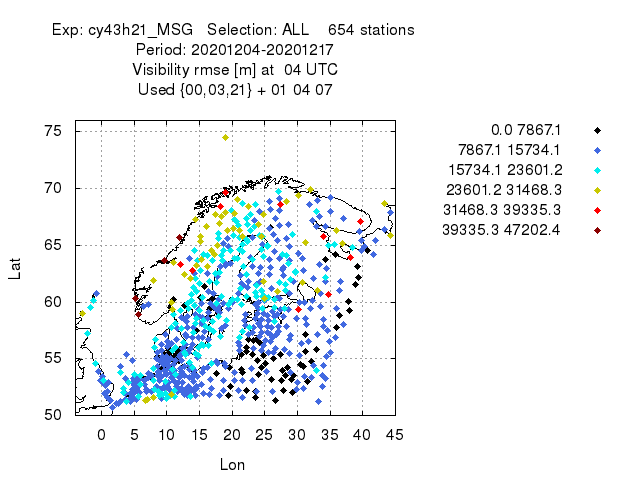 Exp: cy43h21_MSG   Selection: ALL    654 stations
Period: 20201204-20201217
Visibility rmse [m] at  04 UTC
Used {00,03,21} + 01 04 07
0.0 7867.1
7867.1 15734.1
15734.1 23601.2
23601.2 31468.3
31468.3 39335.3
39335.3 47202.4
Lat
75
70
65
60
55
50
0 5 10 15 20 25 30 35 40 45
Lon